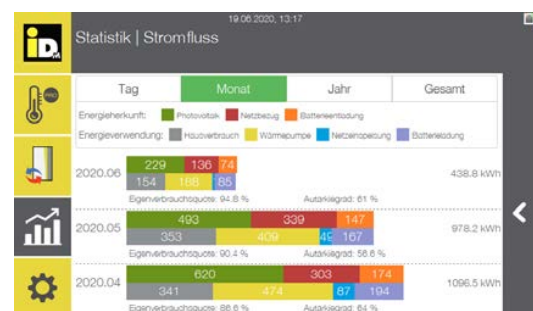 19.06.2020, 13:17
iDM
Statistik | Stromfluss
PRO
Tag Monat Jahr Gesamt
Energieherkunft: Photovoltaik Netzbezug Batterieentladung
Energieverwendung: Hausverbrauch Wärmepumpe Netzeinspeisung Batterieladung
2020.06 229 136 74 438.8 kWh
154 188 85
Eigenverbrauchsquote: 94.8 % Autarkiegrad: 61 %
2020.05 493 339 147 978.2 kWh
353 409 49 167
Eigenverbrauchsquote: 90.4 % Autarkiegrad: 56.6 %
2020.04 620 303 174 1096.5 kWh
341 474 87 194
Eigenverbrauchsquote: 86.6 % Autarkiegrad: 64 %